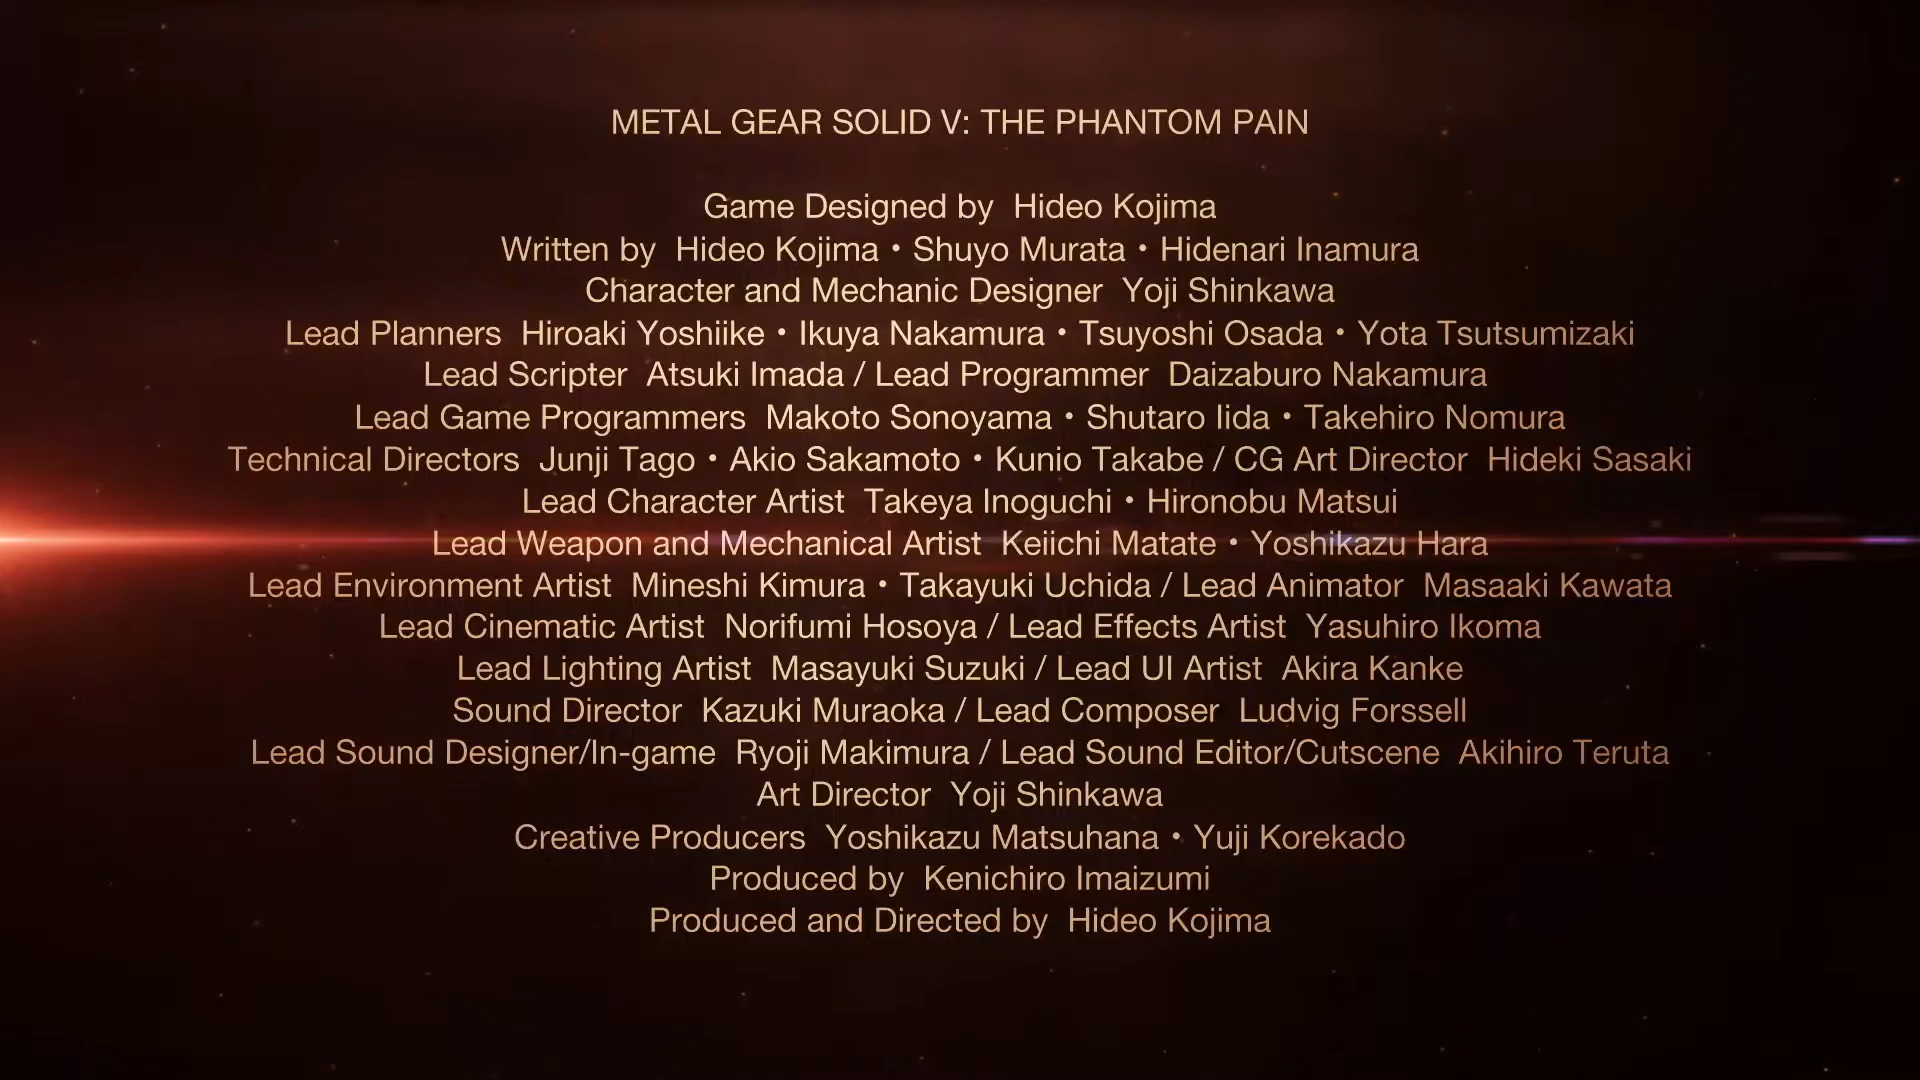 METAL GEAR SOLID V: THE PHANTOM PAIN
Game Designed by Hideo Kojima
Written by Hideo Kojima・Shuyo Murata・Hidenari Inamura
Character and Mechanic Designer Yoji Shinkawa
Lead Planners Hiroaki Yoshiike・Ikuya Nakamura・Tsuyoshi Osada・Yota Tsutsumizaki
Lead Scripter Atsuki Imada / Lead Programmer Daizaburo Nakamura
Lead Game Programmers Makoto Sonoyama・Shutaro Iida・Takehiro Nomura
Technical Directors Junji Tago・Akio Sakamoto・Kunio Takabe / CG Art Director Hideki Sasaki
Lead Character Artist Takeya Inoguchi・Hironobu Matsui
Lead Weapon and Mechanical Artist Keiichi Matate・Yoshikazu Hara
Lead Environment Artist Mineshi Kimura・Takayuki Uchida / Lead Animator Masaaki Kawata
Lead Cinematic Artist Norifumi Hosoya / Lead Effects Artist Yasuhiro Ikoma
Lead Lighting Artist Masayuki Suzuki / Lead UI Artist Akira Kanke
Sound Director Kazuki Muraoka / Lead Composer Ludvig Forssell
Lead Sound Designer/In-game Ryoji Makimura / Lead Sound Editor/Cutscene Akihiro Teruta
Art Director Yoji Shinkawa
Creative Producers Yoshikazu Matsuhana・Yuji Korekado
Produced by Kenichiro Imaizumi
Produced and Directed by Hideo Kojima